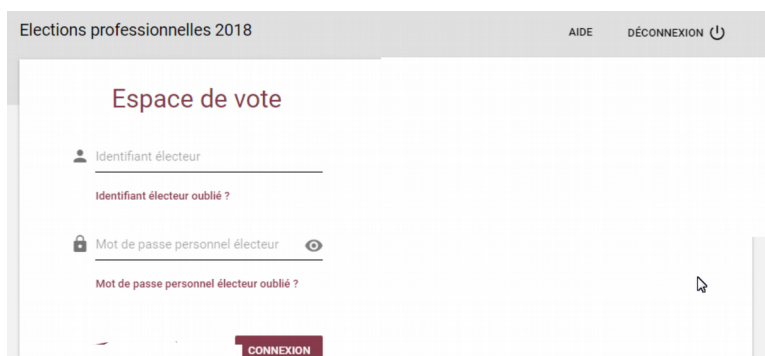 Elections professionnelles 2018
AIDE
DÉCONNEXION
Espace de vote
Identifiant électeur
Identifiant électeur oublié ?
Mot de passe personnel électeur
Mot de passe personnel électeur oublié ?
CONNEXION